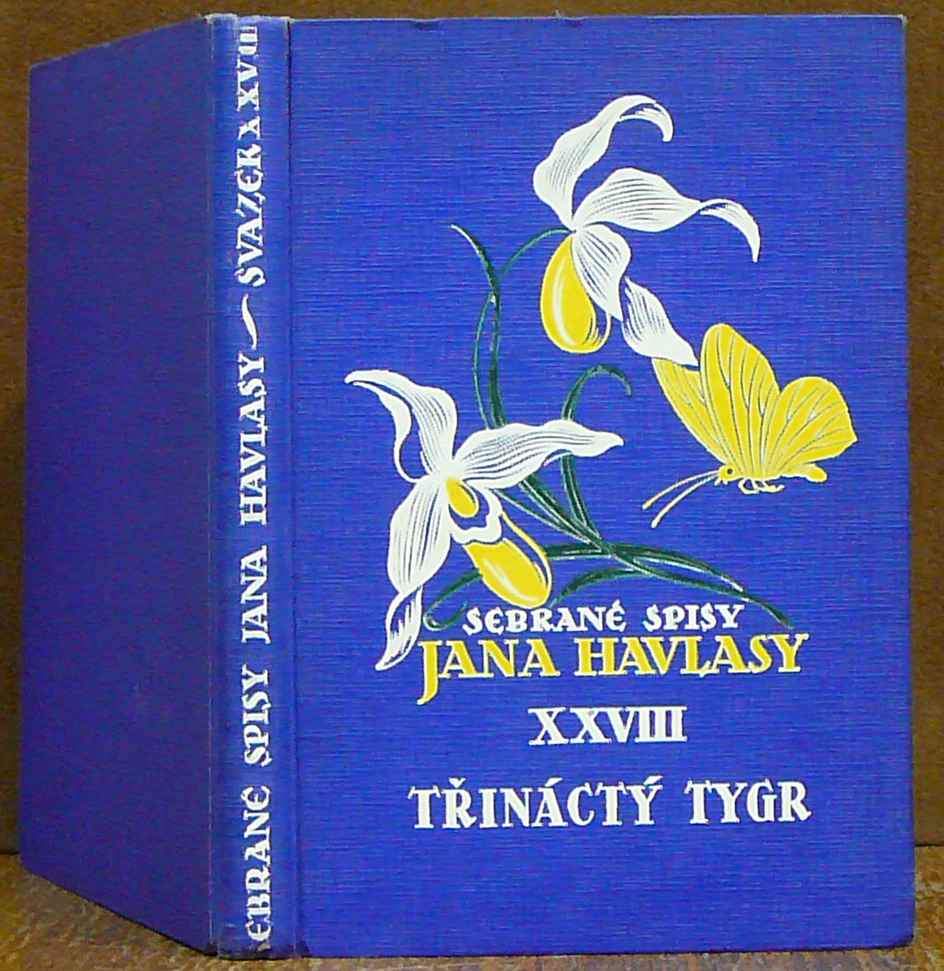 SEBRANÉ SPISY JANA HAVLASY ~ SVAZEK XXVIII
SEBRANÉ SPISY
JANA HAVLASY
XXVIII
TŘINÁCTÝ TYGR